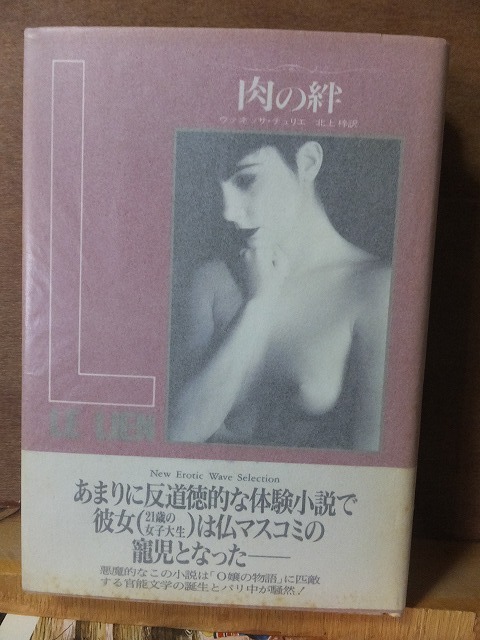 肉の絆
ヴァネッサ・デュリエ 北上梓訳
L
LE LIEN
New Erotic Wave Selection
あまりに反道徳的な体験小説で
彼女(21歳の女子大生)は仏マスコミの
寵児となった――
悪魔的なこの小説は「O嬢の物語」に匹敵
する官能文学の誕生とパリ中が騒然!